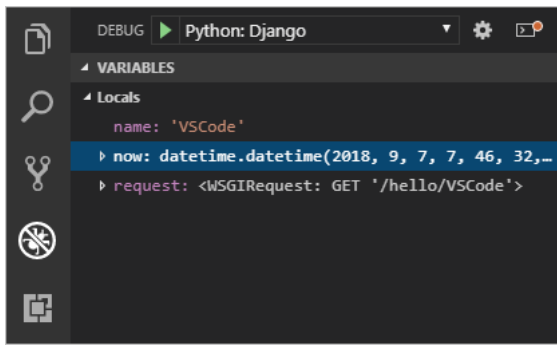 DEBUG Python: Django
VARIABLES
Locals
name: 'VSCode'
now: datetime.datetime(2018, 9, 7, 7, 46, 32,…
request: <WSGIRequest: GET '/hello/VSCode'>